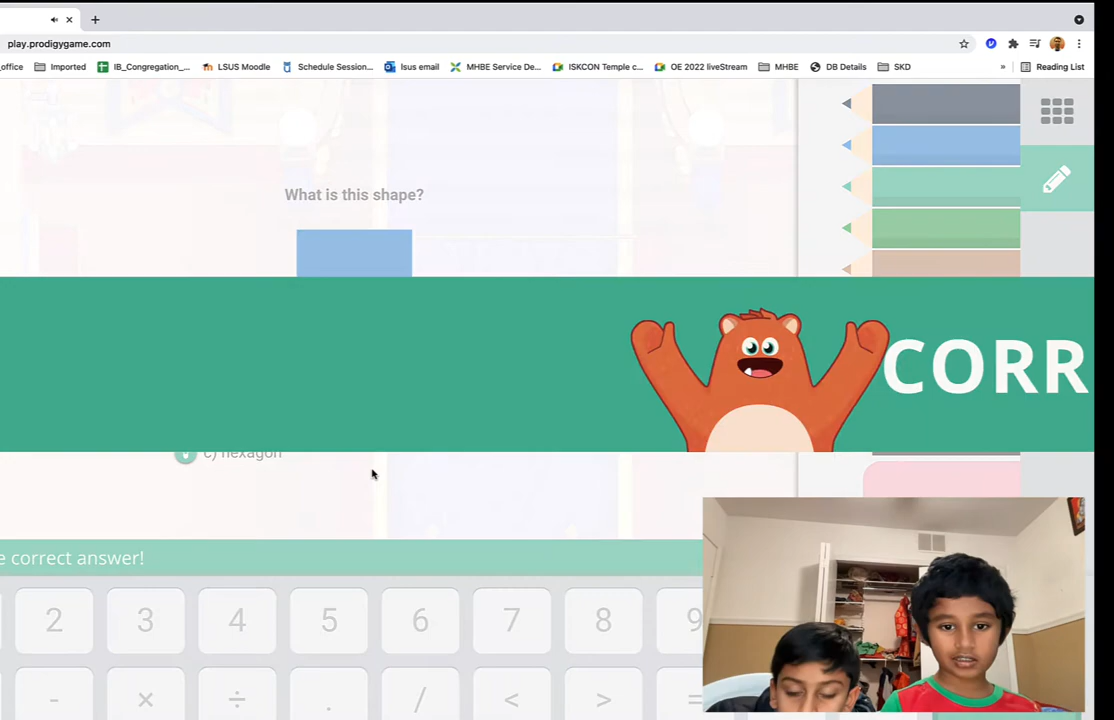 play.prodigygame.com
office
Imported
IB_Congregation_...
LSUS Moodle
Schedule Session...
lsus email
MHBE Service De...
ISKCON Temple c...
OE 2022 liveStream
MHBE
DB Details
SKD
»
Reading List
What is this shape?
CORR
c) hexagon
e correct answer!
2 3 4 5 6 7 8 9
- × ÷ . / < > =